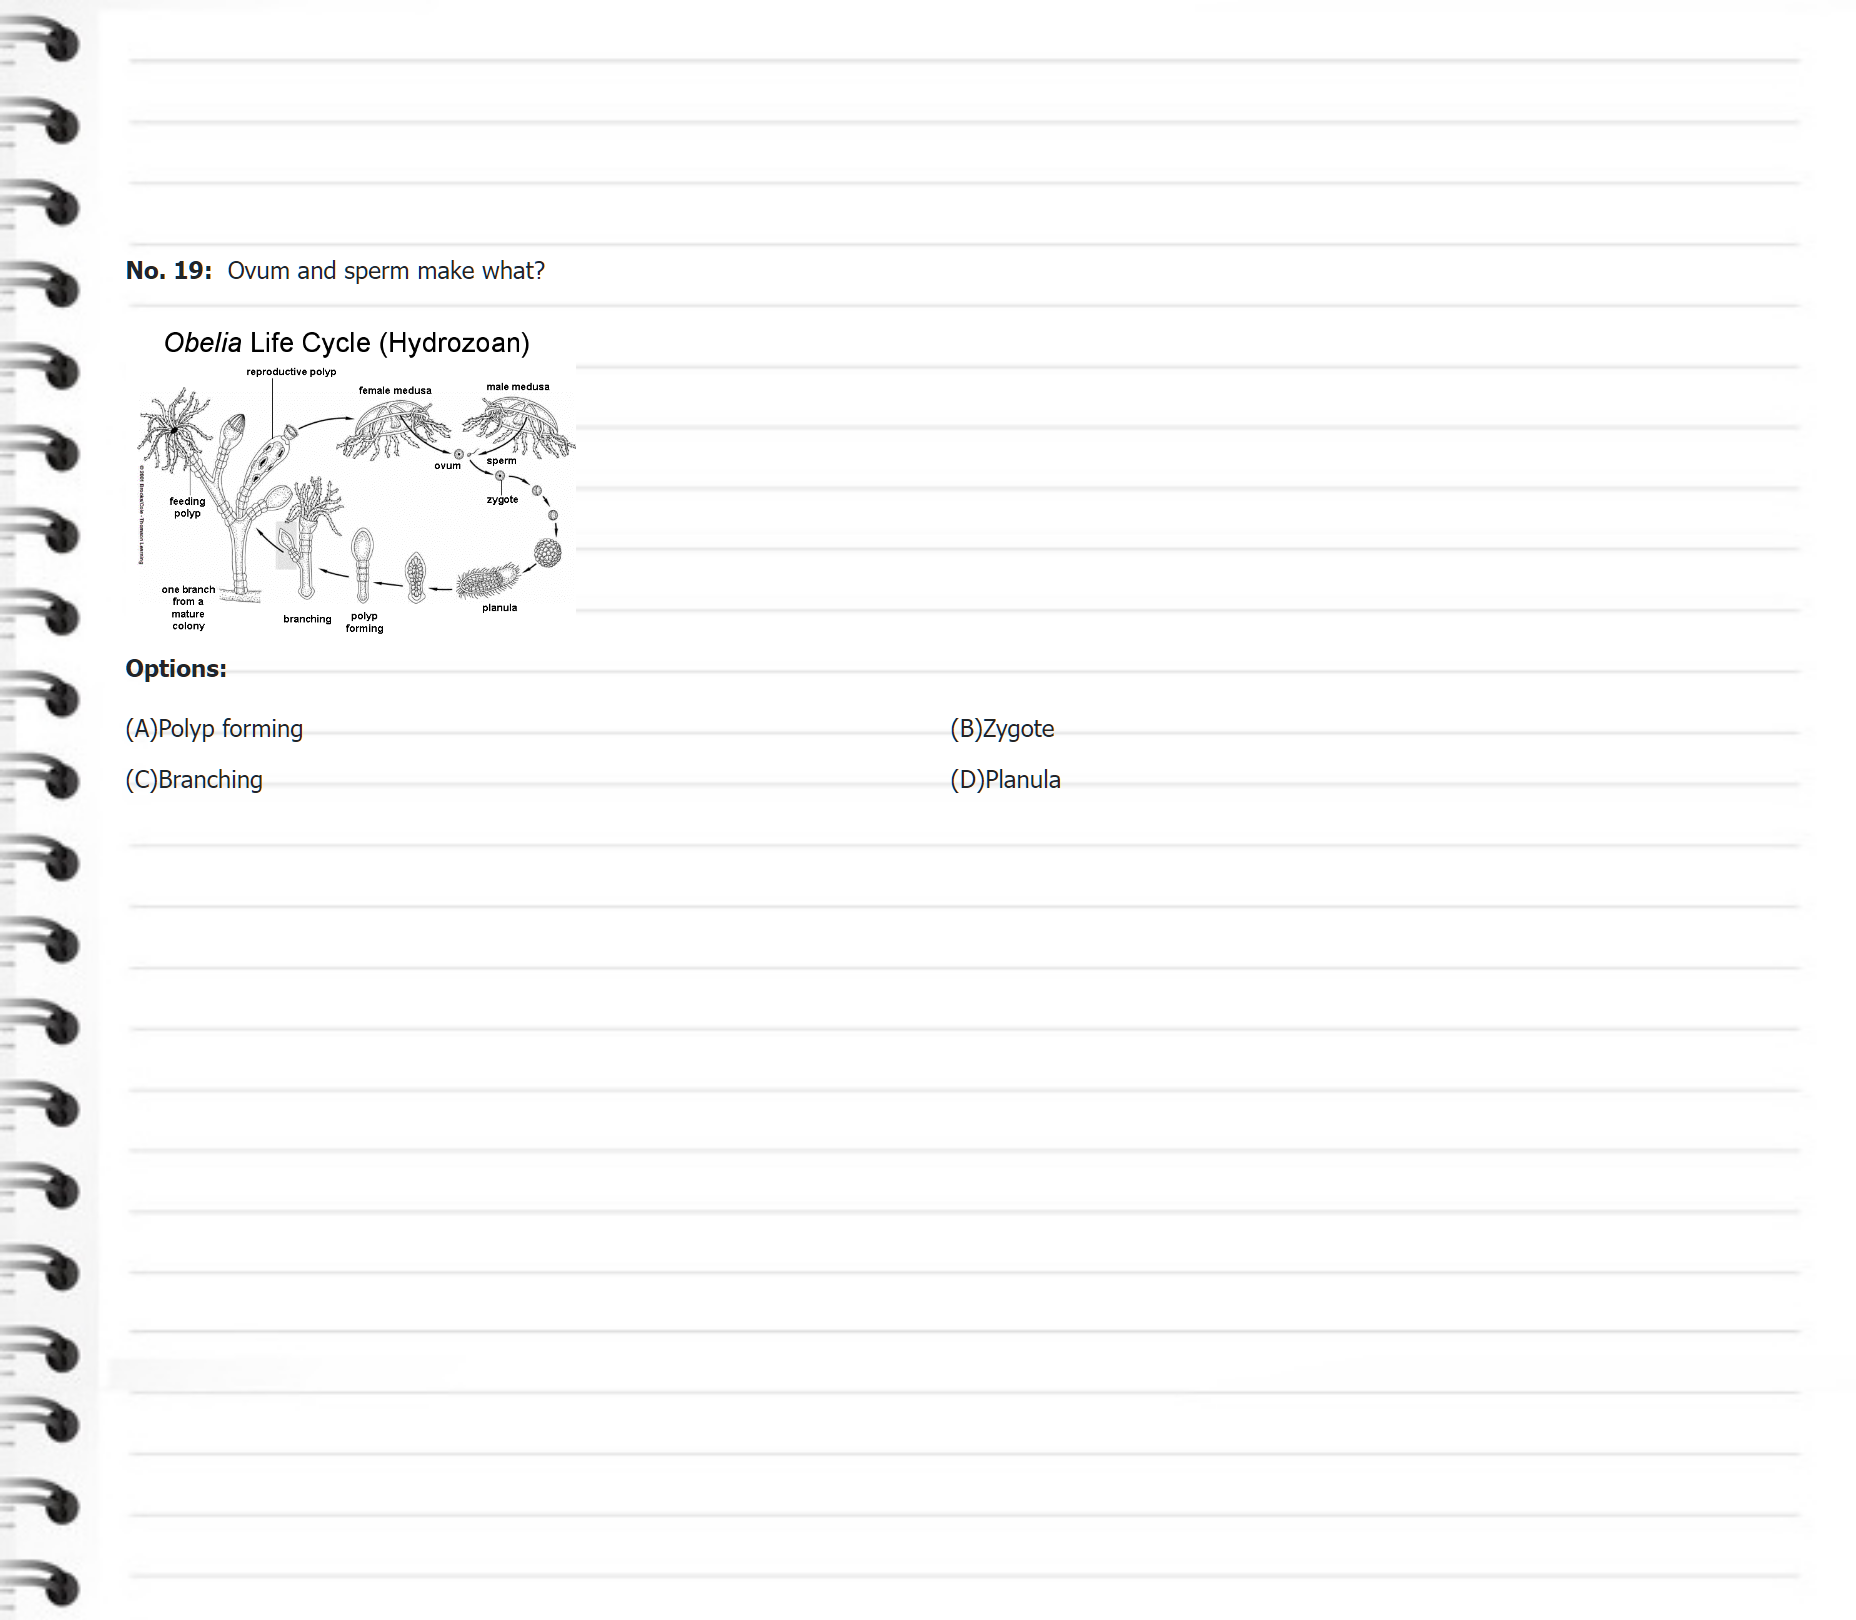 No. 19: Ovum and sperm make what?
Obelia Life Cycle (Hydrozoan)
reproductive polyp
female medusa
male medusa
ovum
sperm
zygote
feeding
polyp
one branch
from a
mature
colony
branching
polyp
forming
planula
Options:
(A)Polyp forming
(B)Zygote
(C)Branching
(D)Planula